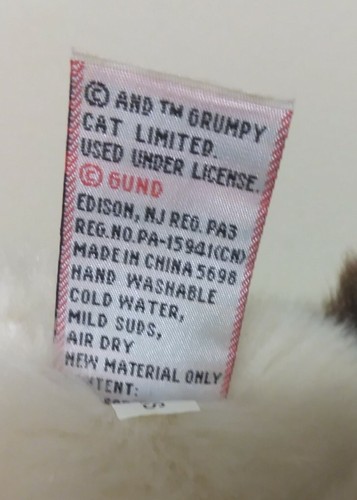 © AND ™ GRUMPY
CAT LIMITED.
USED UNDER LICENSE.
© GUND
EDISON, NJ REG. PA3
REG.NO.PA-15941(CN)
MADE IN CHINA 5698
HAND WASHABLE
COLD WATER,
MILD SUDS,
AIR DRY
NEW MATERIAL ONLY
TENT: